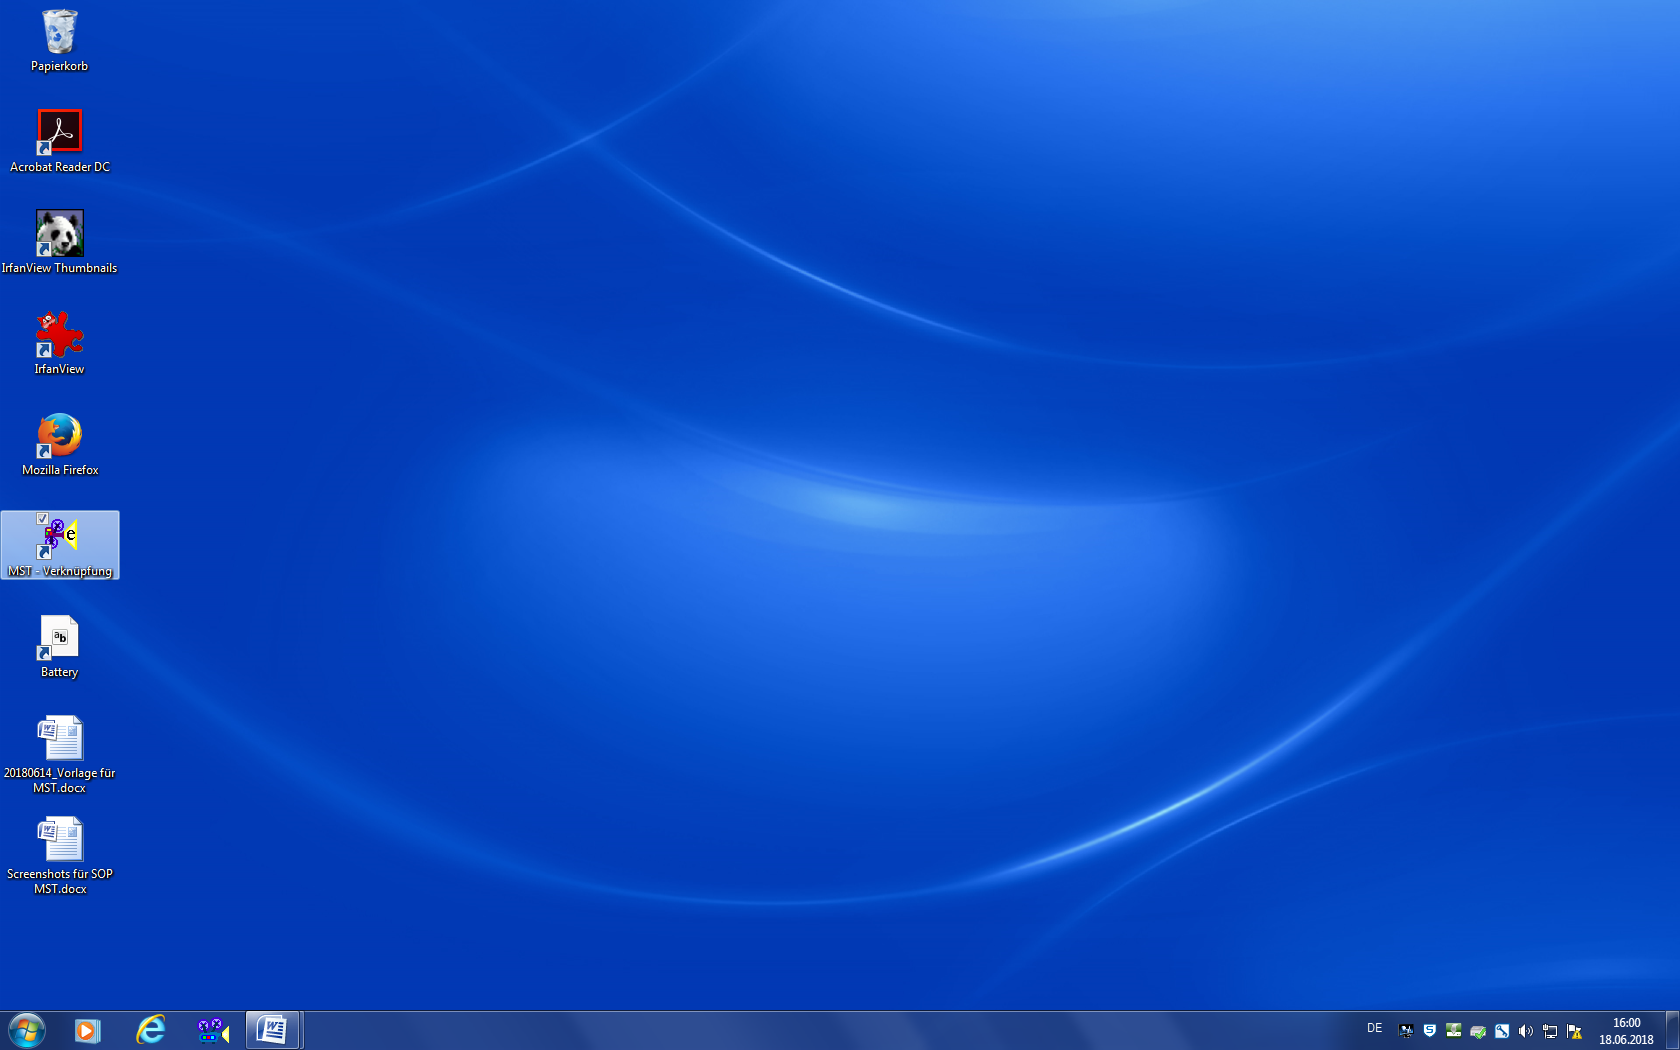 Papierkorb
Acrobat Reader DC
IrfanView Thumbnails
IrfanView
Mozilla Firefox
e
MST - Verknüpfung
ab
Battery
20180614_Vorlage für
MST.docx
Screenshots für SOP
MST.docx
DE
16:00
18.06.2018